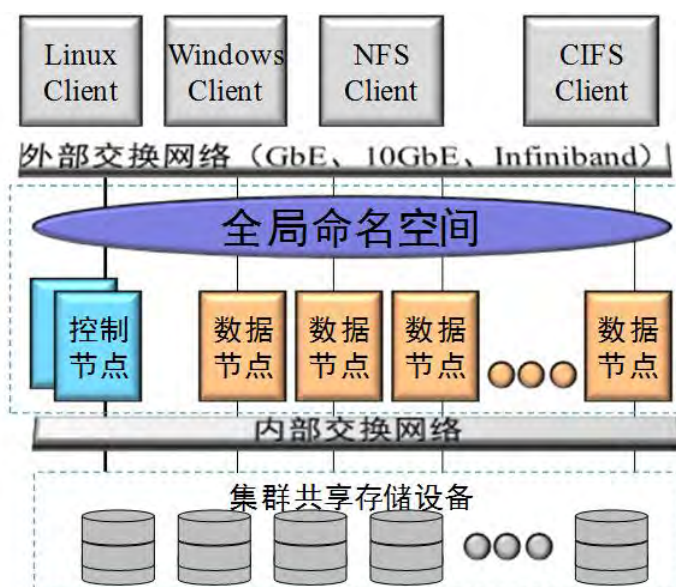 Linux
Client
Windows
Client
NFS
Client
CIFS
Client
外部交换网络（GbE、10GbE、Infiniband）
全局命名空间
控制
节点
数据
节点
数据
节点
数据
节点
数据
节点
内部交换网络
集群共享存储设备